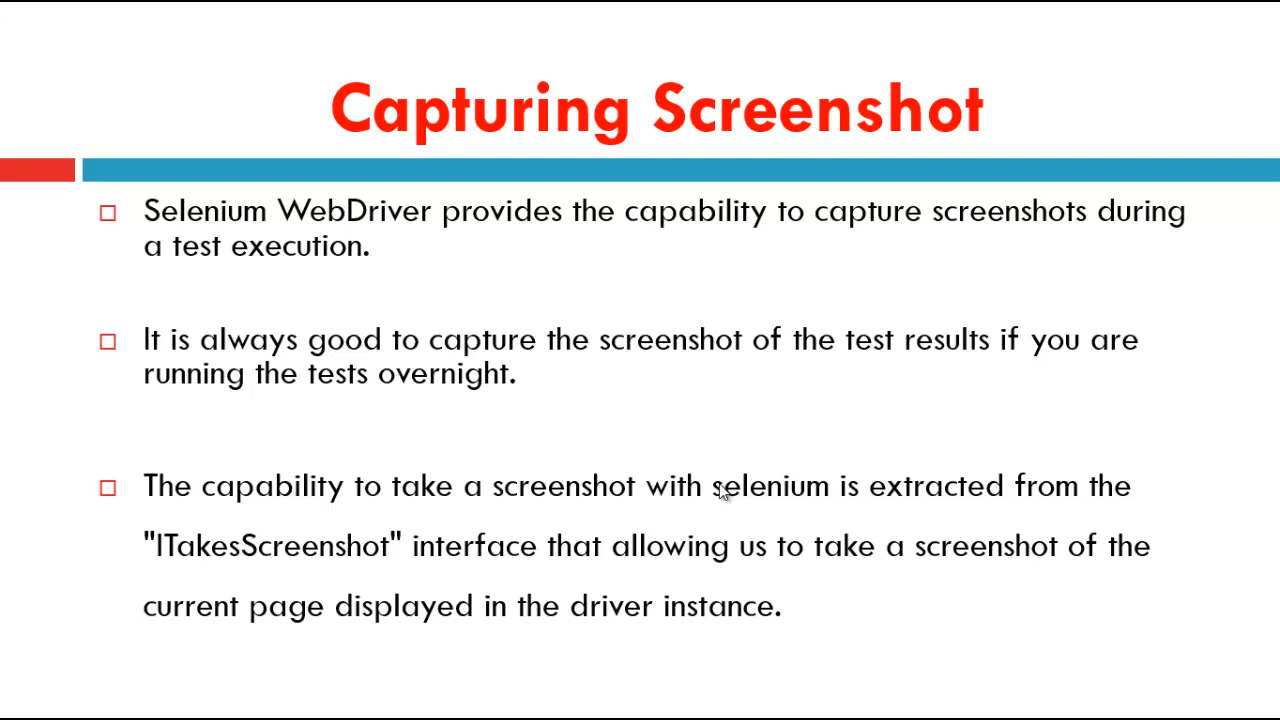 Capturing Screenshot
Selenium WebDriver provides the capability to capture screenshots during
a test execution.
It is always good to capture the screenshot of the test results if you are
running the tests overnight.
The capability to take a screenshot with selenium is extracted from the
"ITakesScreenshot" interface that allowing us to take a screenshot of the
current page displayed in the driver instance.